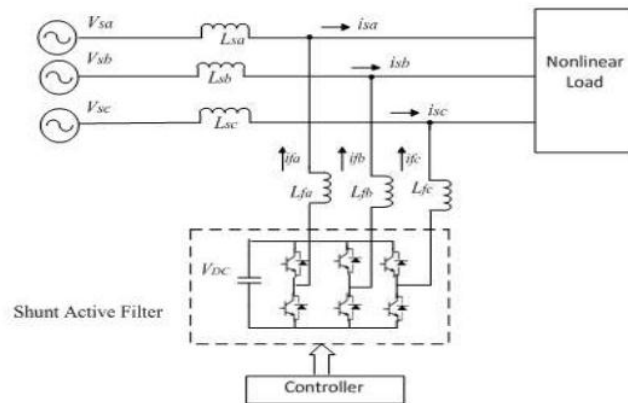 Vsa
Lsa
isa
Vsb
Lsb
isb
Vsc
Lsc
isc
Nonlinear
Load
ifa
ifb
ifc
Lfa
Lfb
Lfc
VDC
Shunt Active Filter
Controller